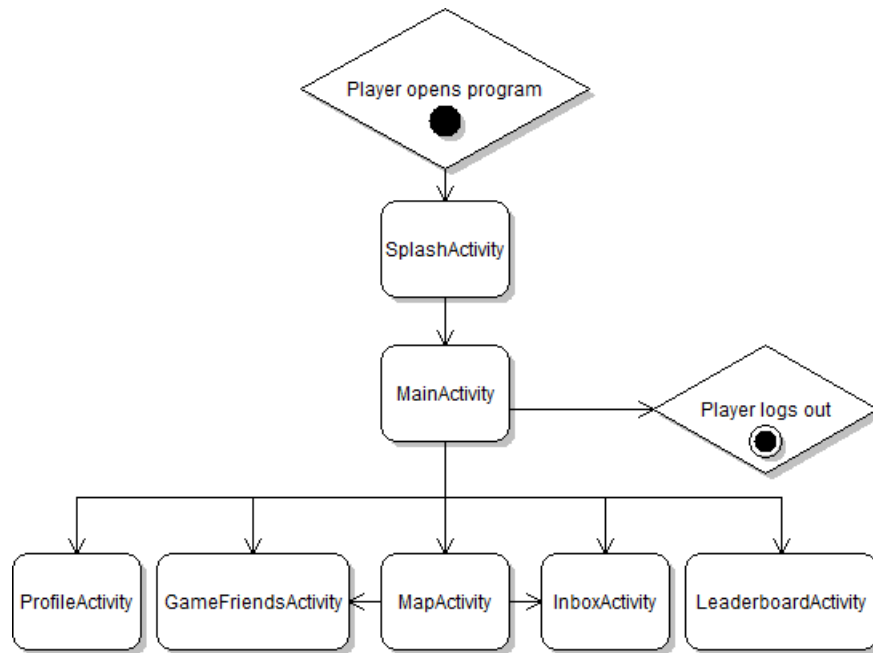 Player opens program
SplashActivity
MainActivity
Player logs out
ProfileActivity
GameFriendsActivity
MapActivity
InboxActivity
LeaderboardActivity